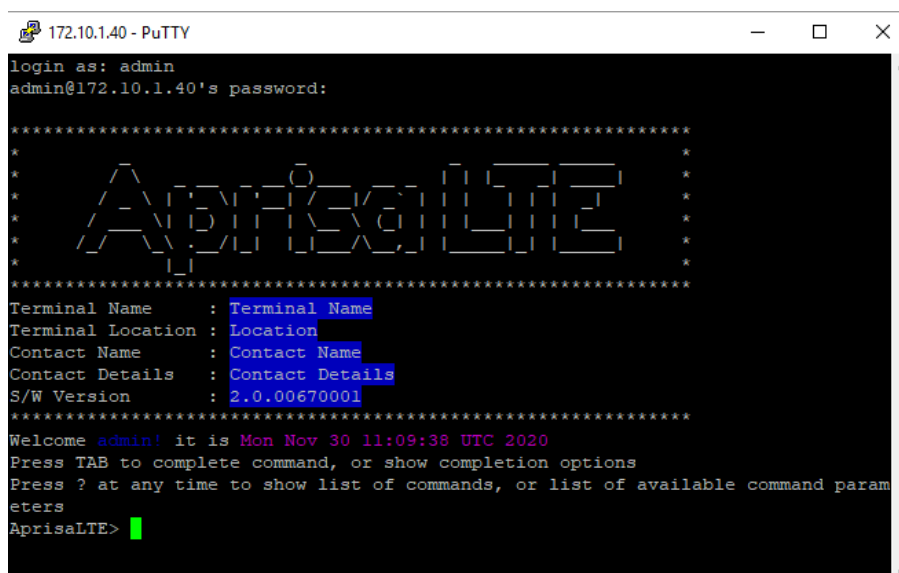 172.10.1.40 - PuTTY
login as: admin
admin@172.10.1.40's password:
AprisaLTE
Terminal Name : Terminal Name
Terminal Location : Location
Contact Name : Contact Name
Contact Details : Contact Details
S/W Version : 2.0.00670001
Welcome admin! it is Mon Nov 30 11:09:38 UTC 2020
Press TAB to complete command, or show completion options
Press ? at any time to show list of commands, or list of available command param
eters
AprisaLTE>